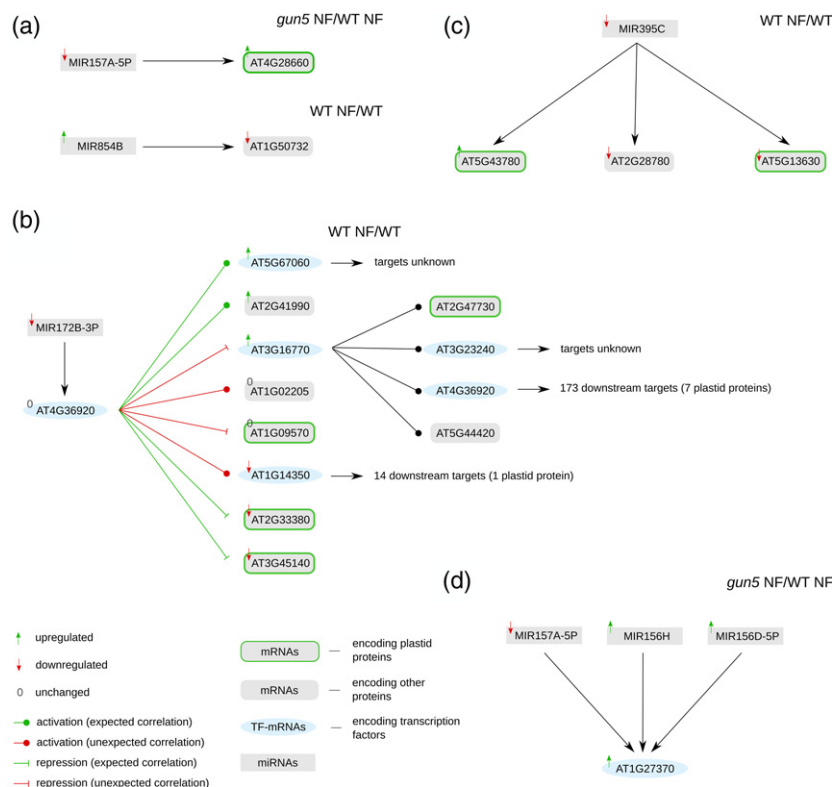 (a)
gun5 NF/WT NF
MIR157A-5P
AT4G28660
WT NF/WT
MIR854B
AT1G50732
(c)
WT NF/WT
MIR395C
AT5G43780
AT2G28780
AT5G13630
(b)
WT NF/WT
MIR172B-3P
0
AT4G36920
AT5G67060
targets unknown
AT2G41990
AT3G16770
0
AT1G02205
0
AT1G09570
AT1G14350
14 downstream targets (1 plastid protein)
AT2G33380
AT3G45140
AT2G47730
AT3G23240
targets unknown
AT4G36920
173 downstream targets (7 plastid proteins)
AT5G44420
(d)
gun5 NF/WT NF
MIR157A-5P
MIR156H
MIR156D-5P
AT1G27370
upregulated
downregulated
0 unchanged
activation (expected correlation)
activation (unexpected correlation)
repression (expected correlation)
repression (unexpected correlation)
mRNAs — encoding plastid
proteins
mRNAs — encoding other
proteins
TF-mRNAs — encoding transcription
factors
miRNAs